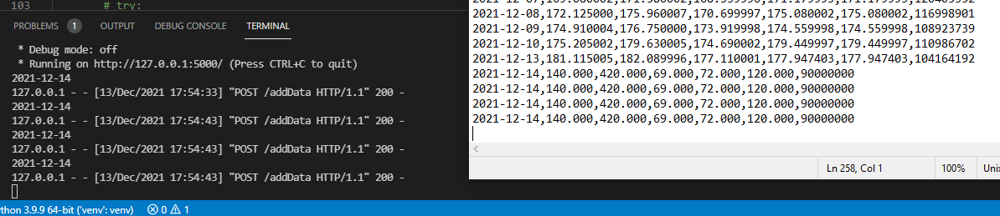 103 # try:
PROBLEMS 1 OUTPUT DEBUG CONSOLE TERMINAL
* Debug mode: off
* Running on http://127.0.0.1:5000/ (Press CTRL+C to quit)
2021-12-14
127.0.0.1 - - [13/Dec/2021 17:54:33] "POST /addData HTTP/1.1" 200 -
2021-12-14
127.0.0.1 - - [13/Dec/2021 17:54:43] "POST /addData HTTP/1.1" 200 -
2021-12-14
127.0.0.1 - - [13/Dec/2021 17:54:43] "POST /addData HTTP/1.1" 200 -
2021-12-14
127.0.0.1 - - [13/Dec/2021 17:54:43] "POST /addData HTTP/1.1" 200 -
thon 3.9.9 64-bit ('venv': venv) 0 1
2021-12-08,172.125000,175.960007,170.699997,175.080002,175.080002,116998901
2021-12-09,174.910004,176.750000,173.919998,174.559998,174.559998,108923739
2021-12-10,175.205002,179.630005,174.690002,179.449997,179.449997,110986702
2021-12-13,181.115005,182.089996,177.110001,177.947403,177.947403,104164192
2021-12-14,140.000,420.000,69.000,72.000,120.000,90000000
2021-12-14,140.000,420.000,69.000,72.000,120.000,90000000
2021-12-14,140.000,420.000,69.000,72.000,120.000,90000000
2021-12-14,140.000,420.000,69.000,72.000,120.000,90000000
Ln 258, Col 1 100% Unix